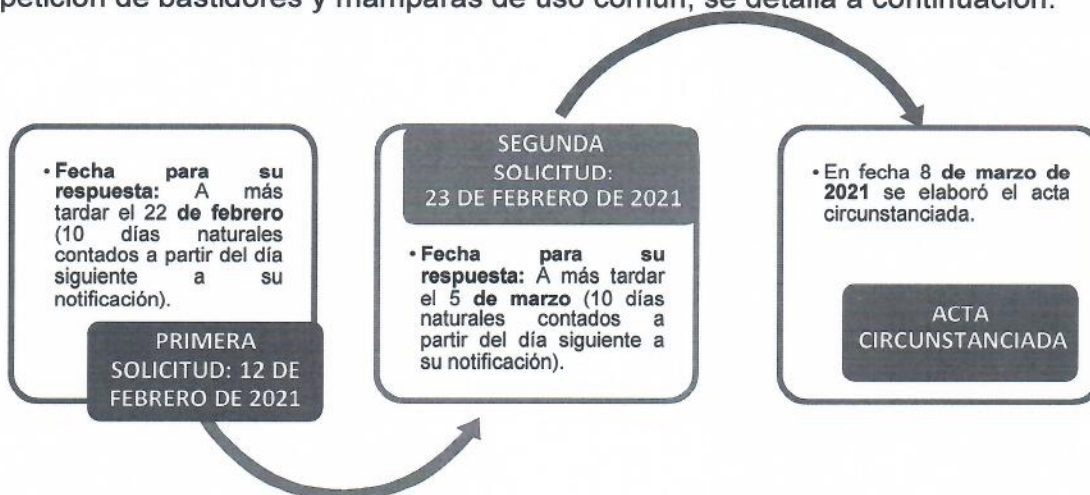 petición de bastidores y mamparas de uso común, se detalla a continuación:
• Fecha para su
respuesta: A más
tardar el 22 de febrero
(10 días naturales
contados a partir del día
siguiente a su
notificación).
PRIMERA
SOLICITUD: 12 DE
FEBRERO DE 2021
SEGUNDA
SOLICITUD:
23 DE FEBRERO DE 2021
• Fecha para su
respuesta: A más tardar
el 5 de marzo (10 días
naturales contados a
partir del día siguiente a
su notificación).
• En fecha 8 de marzo de
2021 se elaboró el acta
circunstanciada.
ACTA
CIRCUNSTANCIADA